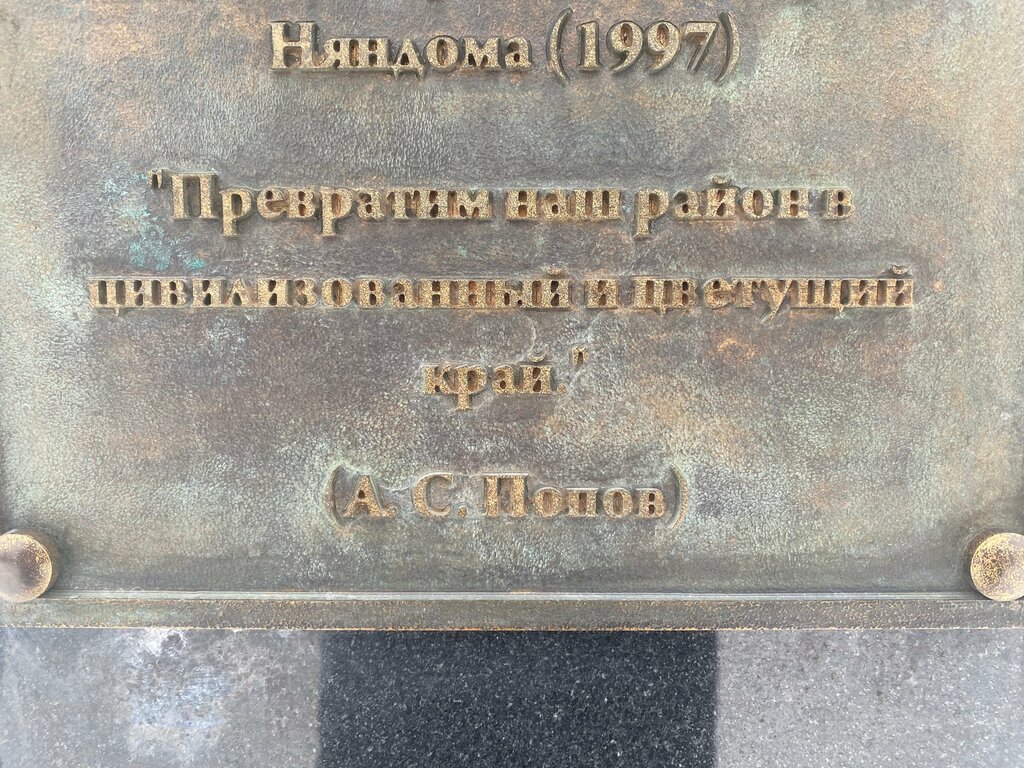 Няндома (1997)
"Превратим наш район в
цивилизованный и цветущий
край."
(А. С. Попов)